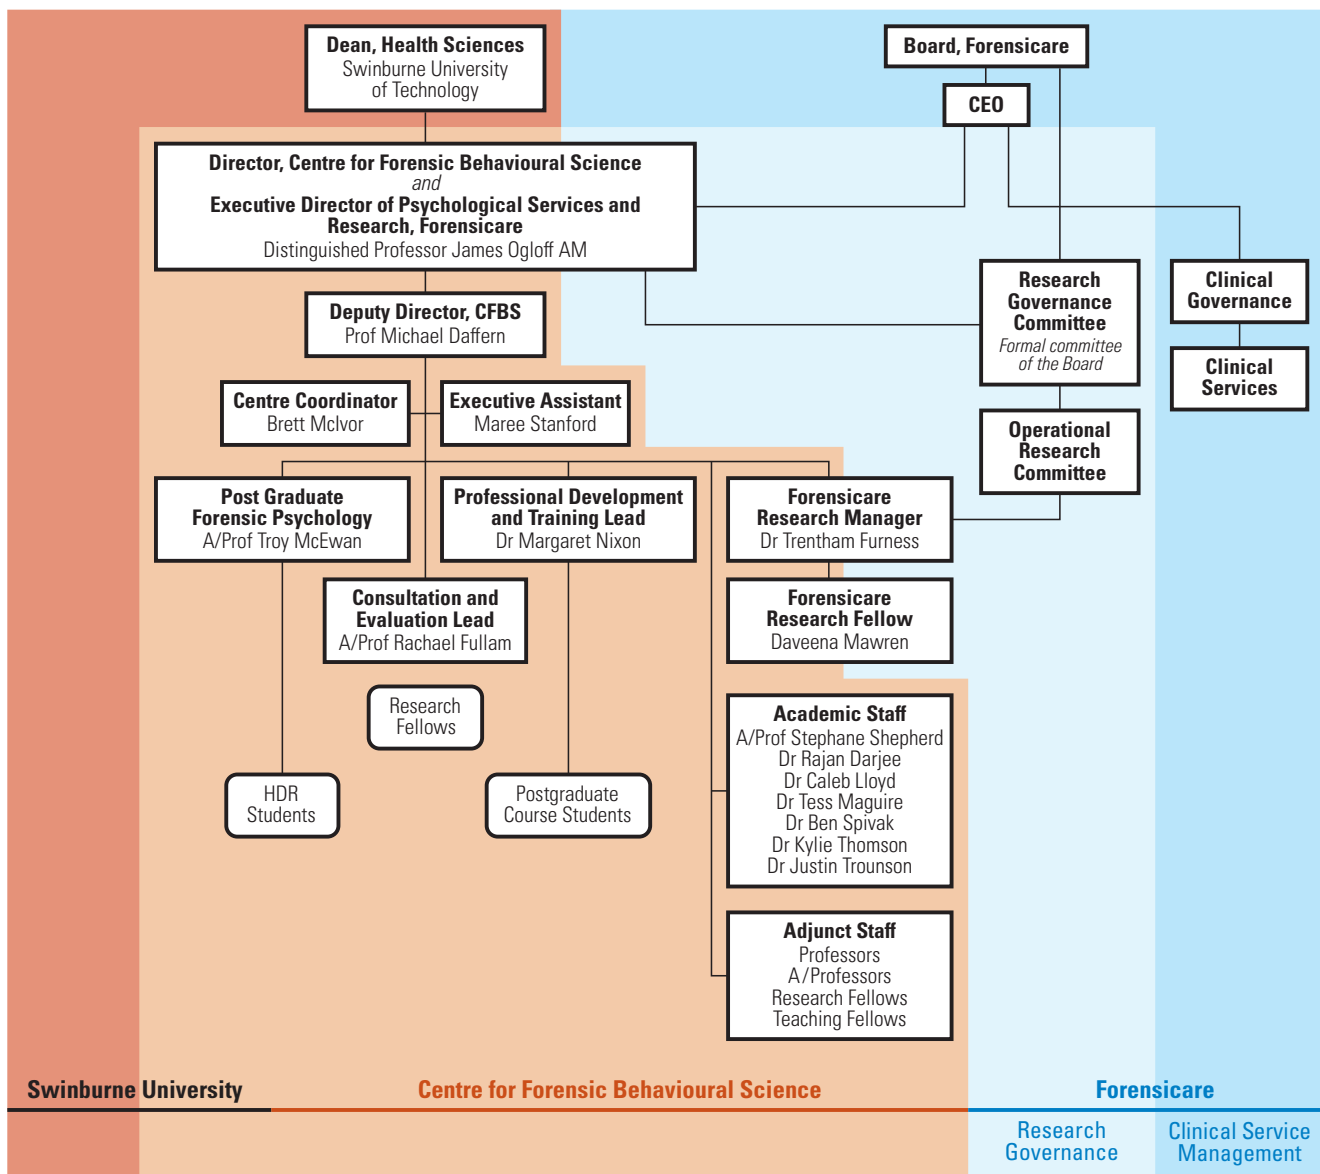 Dean, Health Sciences
Swinburne University
of Technology
Board, Forensicare
CEO
Director, Centre for Forensic Behavioural Science
and
Executive Director of Psychological Services and
Research, Forensicare
Distinguished Professor James Ogloff AM
Deputy Director, CFBS
Prof Michael Daffern
Research
Governance
Committee
Formal committee
of the Board
Clinical
Governance
Clinical
Services
Centre Coordinator
Brett McIvor
Executive Assistant
Maree Stanford
Operational
Research
Committee
Post Graduate
Forensic Psychology
A/Prof Troy McEwan
Professional Development
and Training Lead
Dr Margaret Nixon
Forensicare
Research Manager
Dr Trentham Furness
Consultation and
Evaluation Lead
A/Prof Rachael Fullam
Forensicare
Research Fellow
Daveena Mawren
Research
Fellows
HDR
Students
Postgraduate
Course Students
Academic Staff
A/Prof Stephane Shepherd
Dr Rajan Darjee
Dr Caleb Lloyd
Dr Tess Maguire
Dr Ben Spivak
Dr Kylie Thomson
Dr Justin Trounson
Adjunct Staff
Professors
A/Professors
Research Fellows
Teaching Fellows
Swinburne University
Centre for Forensic Behavioural Science
Forensicare
Research
Governance
Clinical Service
Management